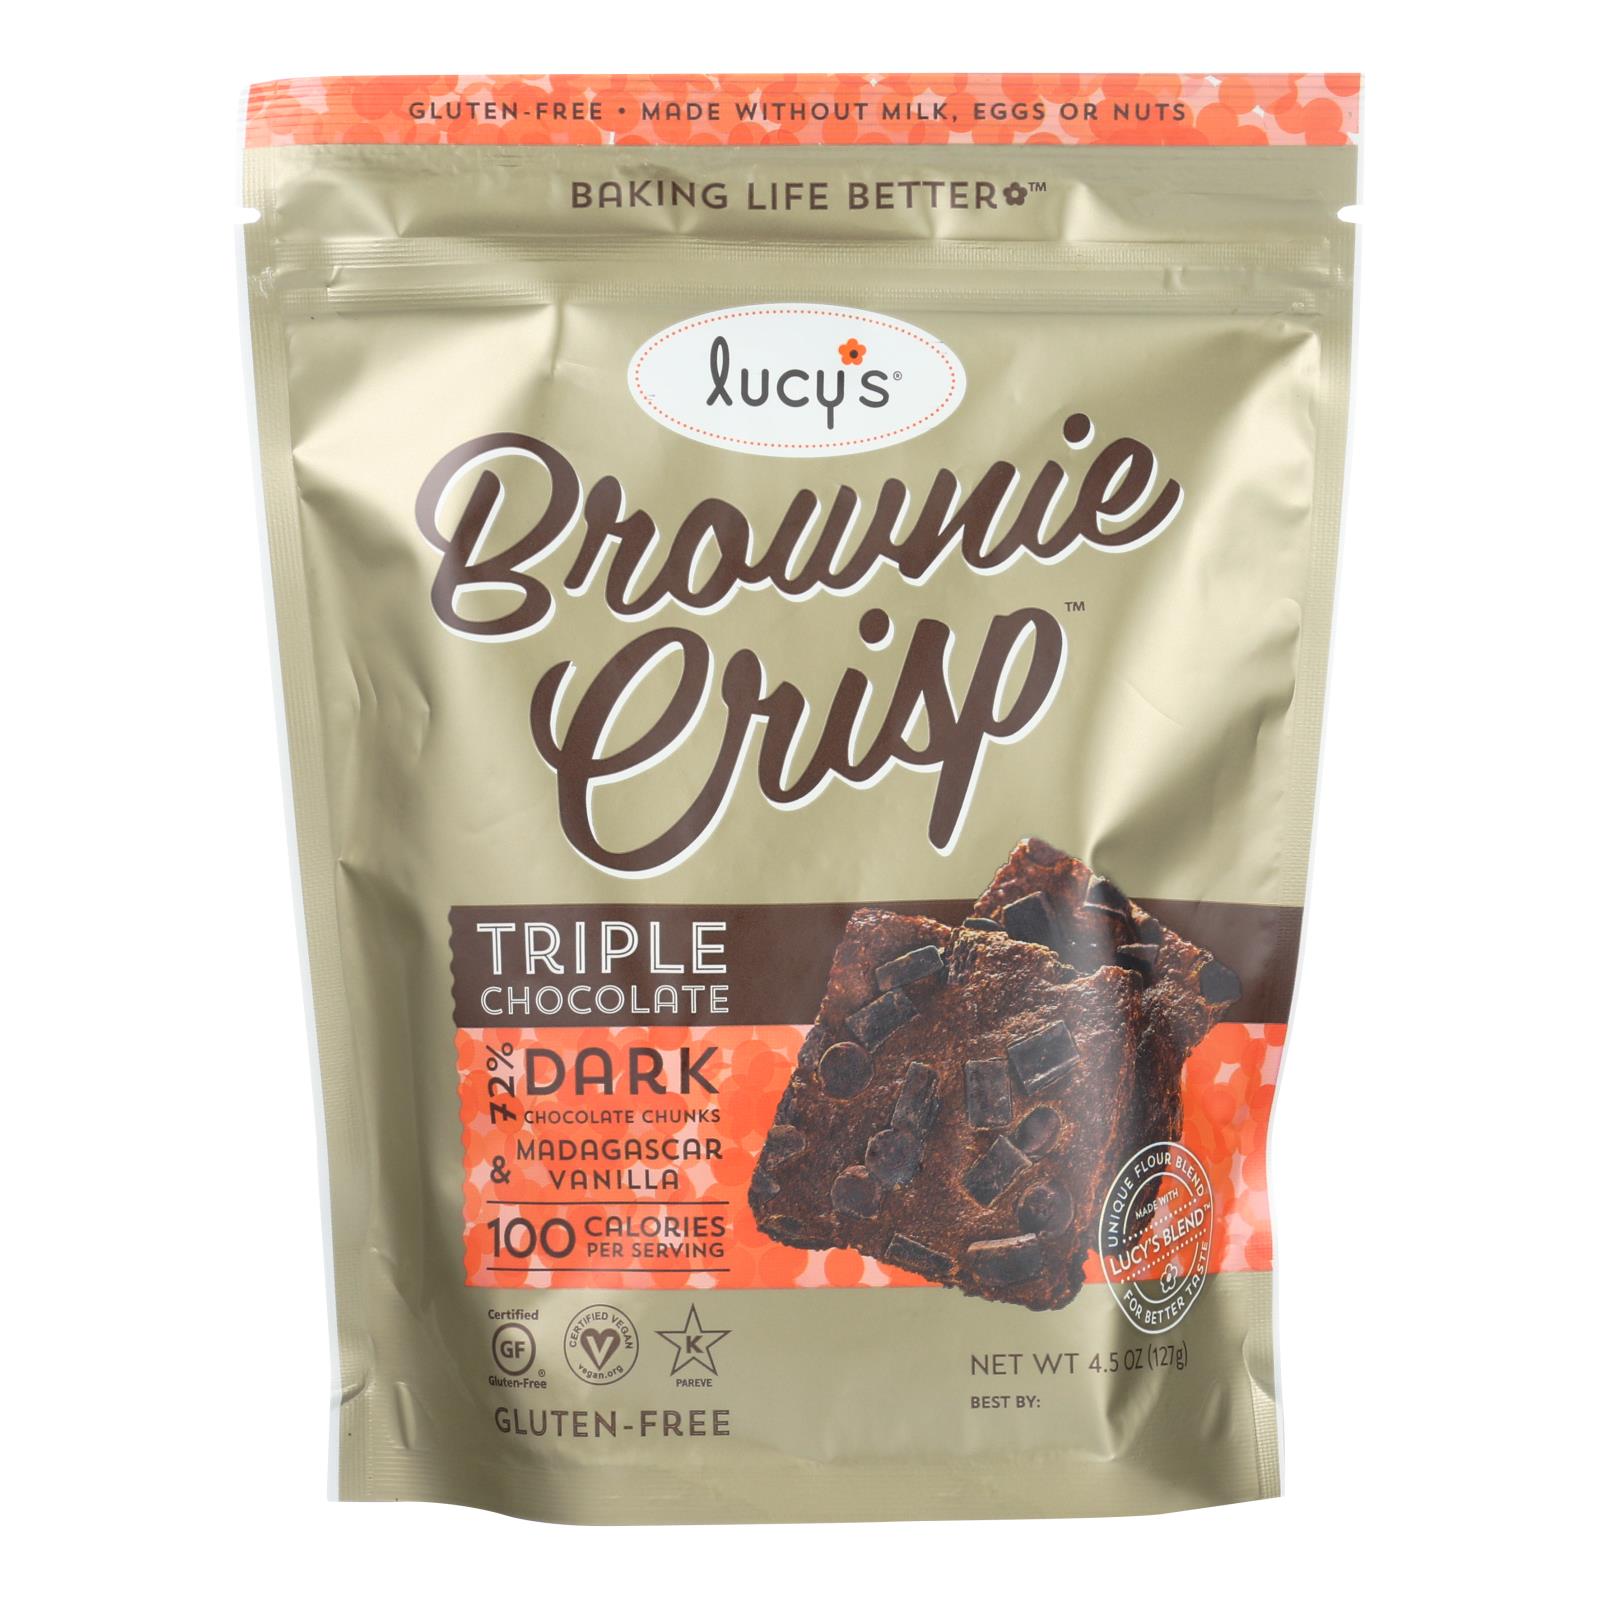 GLUTEN-FREE • MADE WITHOUT MILK, EGGS OR NUTS
BAKING LIFE BETTER™
lucy's®
Brownie
Crisp™
TRIPLE
CHOCOLATE
72% DARK
CHOCOLATE CHUNKS
& MADAGASCAR
VANILLA
100 CALORIES
PER SERVING
UNIQUE FLOUR BLEND
MADE WITH
LUCY'S BLEND™
FOR BETTER TASTE
Certified
GF
Gluten-Free®
CERTIFIED VEGAN
V
vegan.org
K
PAREVE
NET WT 4.5 OZ (127g)
BEST BY:
GLUTEN-FREE